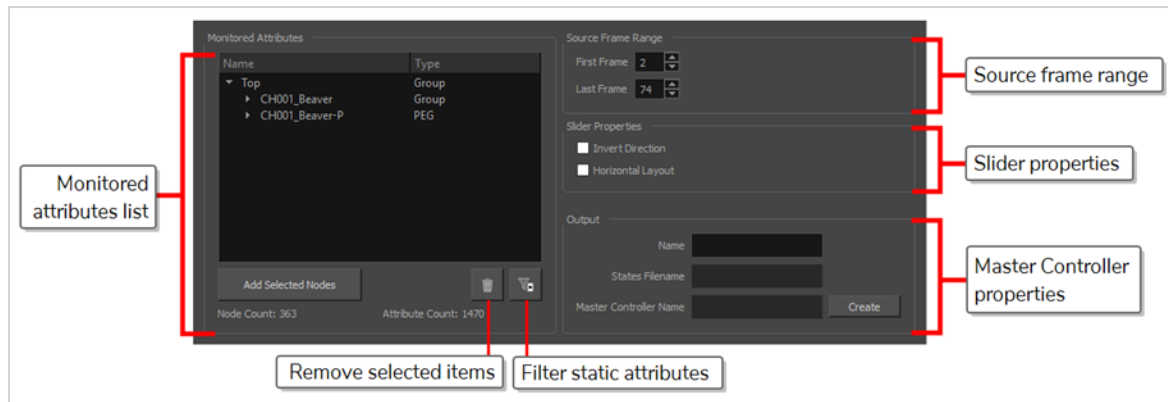 Monitored Attributes
Name Type
Top Group
CH001_Beaver Group
CH001_Beaver-P PEG
Add Selected Nodes
Node Count: 363 Attribute Count: 1470
Source Frame Range
First Frame 2
Last Frame 74
Slider Properties
Invert Direction
Horizontal Layout
Output
Name
States Filename
Master Controller Name Create
Monitored
attributes list
Source frame range
Slider properties
Master Controller
properties
Remove selected items
Filter static attributes